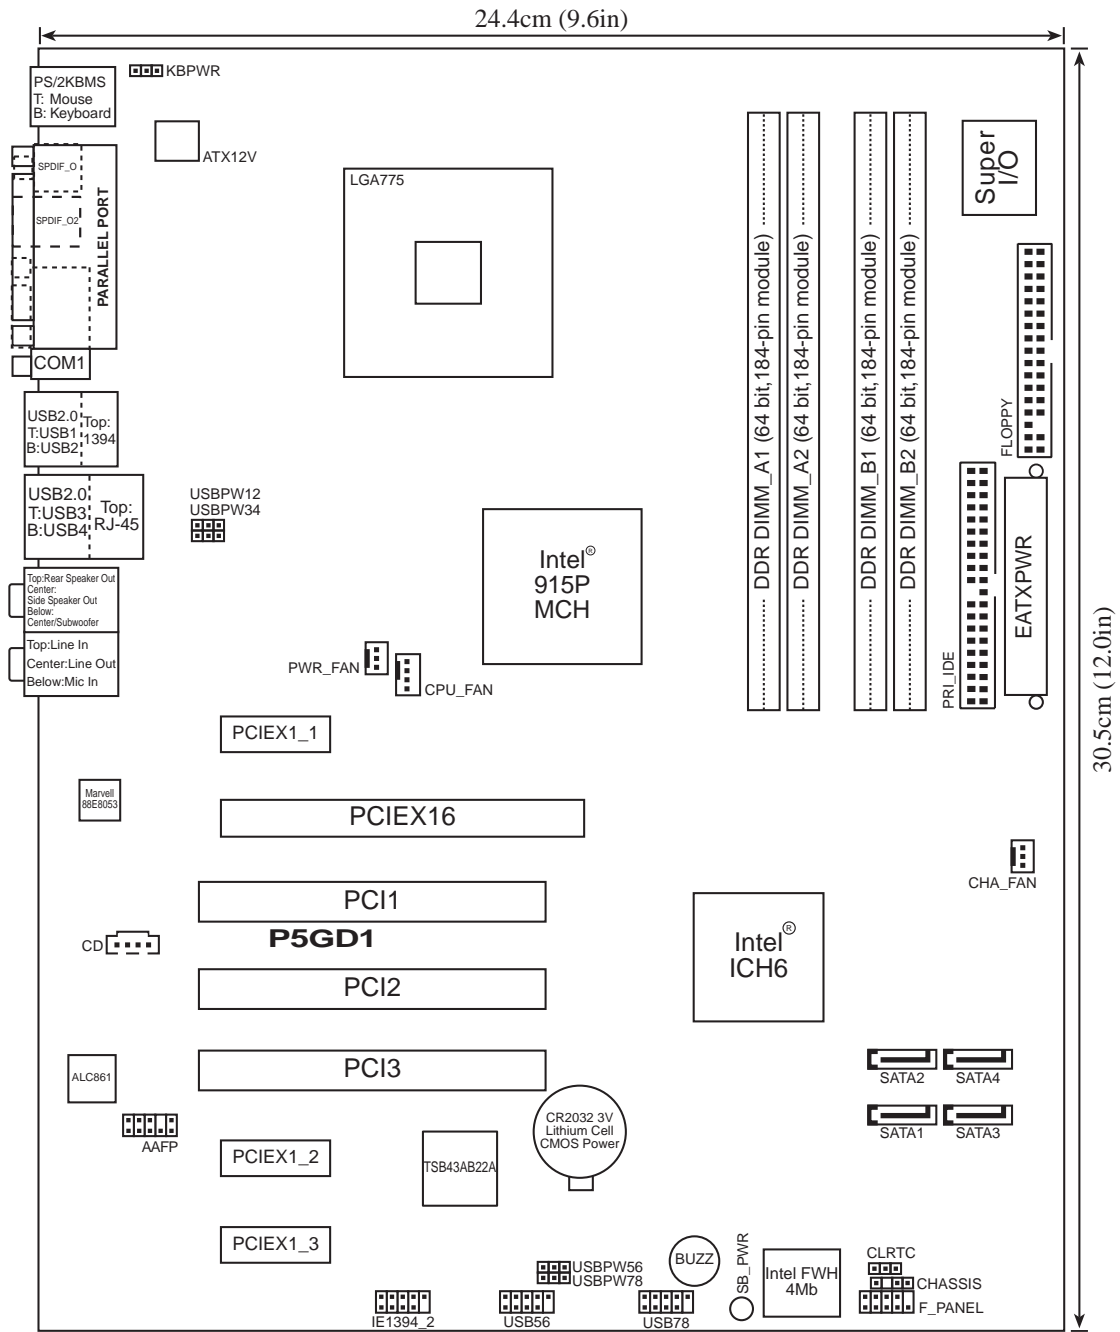 24.4cm (9.6in)
PS/2KBMS
T: Mouse
B: Keyboard
KBPWR
ATX12V
SPDIF_O
SPDIF_O2
PARALLEL PORT
COM1
LGA775
DDR DIMM_A1 (64 bit,184-pin module)
DDR DIMM_A2 (64 bit,184-pin module)
DDR DIMM_B1 (64 bit,184-pin module)
DDR DIMM_B2 (64 bit,184-pin module)
Super
I/O
FLOPPY
USB2.0
T:USB1
B:USB2
Top:
1394
USB2.0
T:USB3
B:USB4
Top:
RJ-45
USBPW12
USBPW34
Intel®
915P
MCH
PRI_IDE
EATXPWR
30.5cm (12.0in)
Top:Rear Speaker Out
Center:
Side Speaker Out
Below:
Center/Subwoofer
Top:Line In
Center:Line Out
Below:Mic In
PWR_FAN
CPU_FAN
PCIEX1_1
Marvell
88E8053
PCIEX16
CHA_FAN
PCI1
P5GD1
CD
Intel®
ICH6
PCI2
PCI3
ALC861
AAFP
SATA2
SATA4
SATA1
SATA3
CR2032 3V
Lithium Cell
CMOS Power
PCIEX1_2
TSB43AB22A
PCIEX1_3
USBPW56
USBPW78
BUZZ
SB_PWR
Intel FWH
4Mb
CLRTC
CHASSIS
F_PANEL
IE1394_2
USB56
USB78